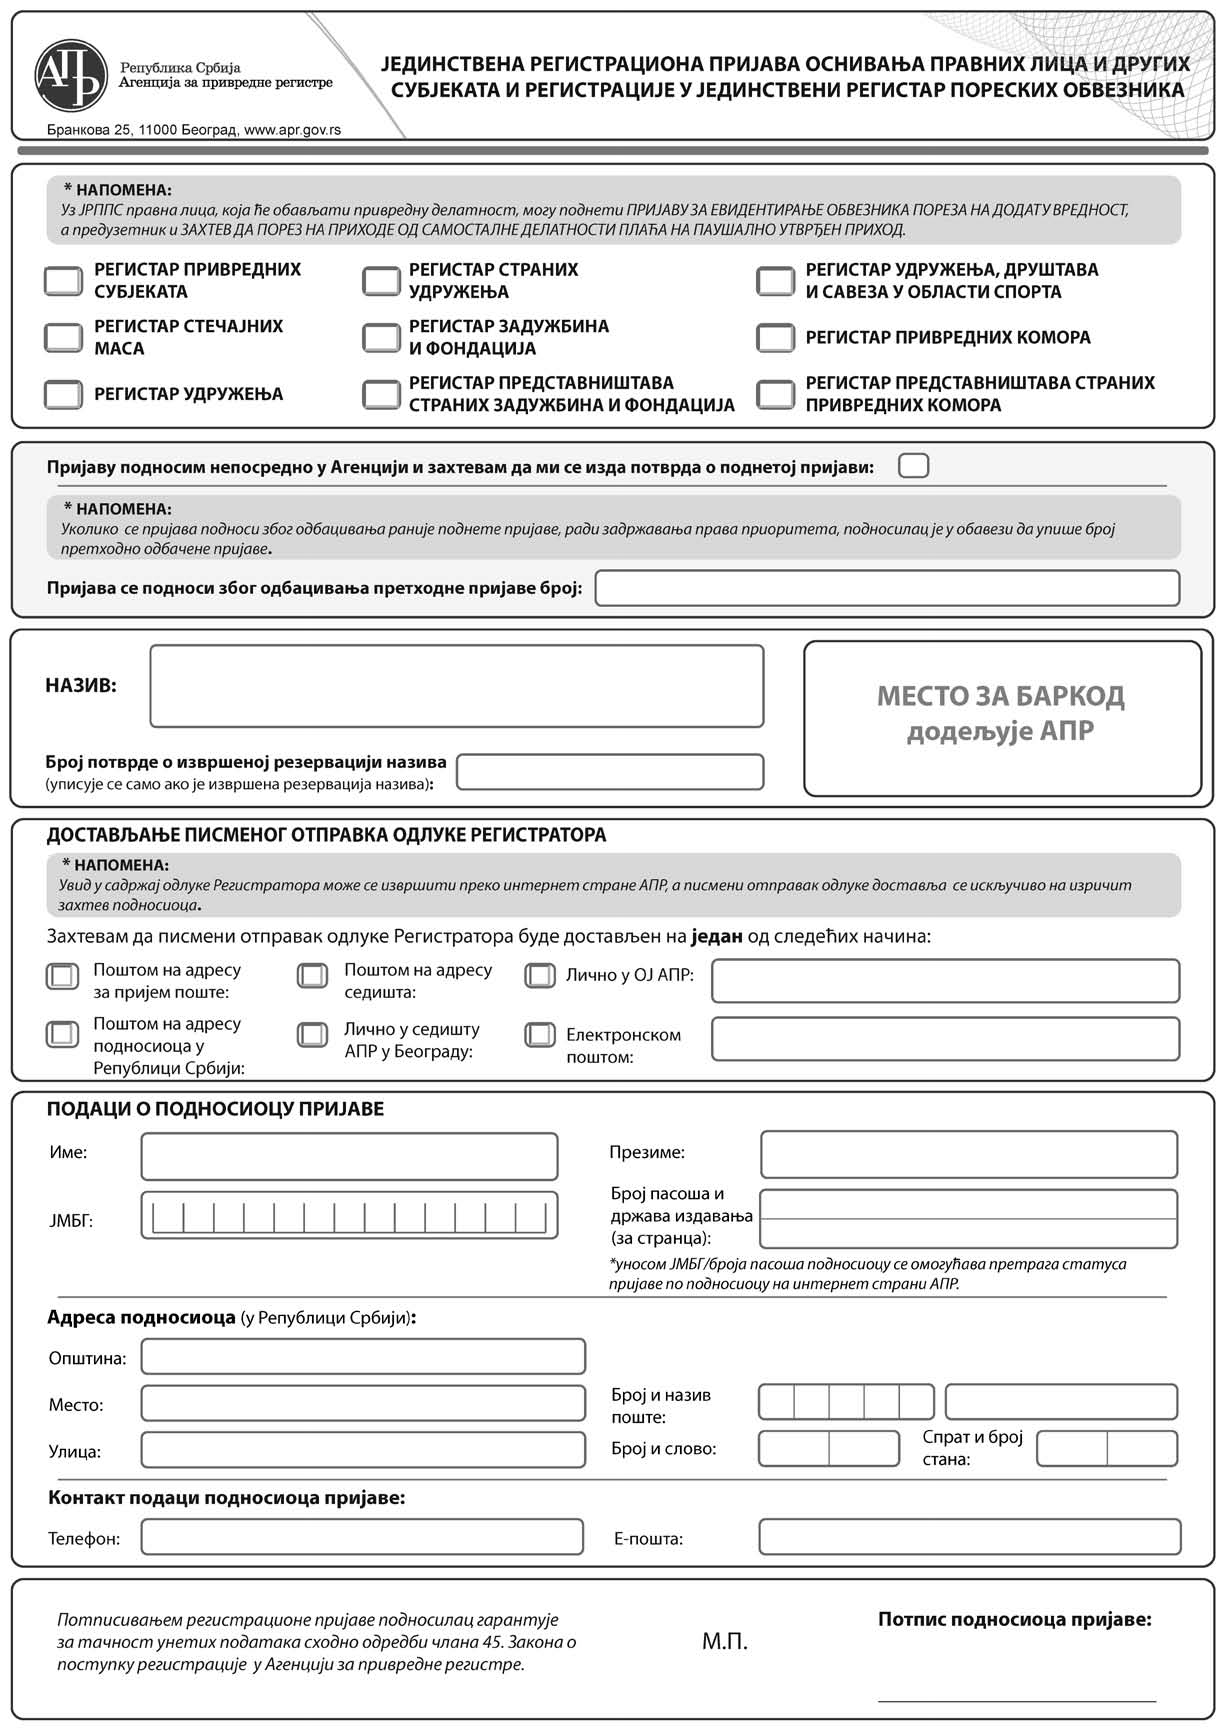 АПР
Република Србија
Агенција за привредне регистре
Бранкова 25, 11000 Београд, www.apr.gov.rs
ЈЕДИНСТВЕНА РЕГИСТРАЦИОНА ПРИЈАВА ОСНИВАЊА ПРАВНИХ ЛИЦА И ДРУГИХ
СУБЈЕКАТА И РЕГИСТРАЦИЈЕ У ЈЕДИНСТВЕНИ РЕГИСТАР ПОРЕСКИХ ОБВЕЗНИКА
* НАПОМЕНА:
Уз ЈРППС правна лица, која ће обављати привредну делатност, могу поднети ПРИЈАВУ ЗА ЕВИДЕНТИРАЊЕ ОБВЕЗНИКА ПОРЕЗА НА ДОДАТУ ВРЕДНОСТ,
а предузетник и ЗАХТЕВ ДА ПОРЕЗ НА ПРИХОДЕ ОД САМОСТАЛНЕ ДЕЛАТНОСТИ ПЛАЋА НА ПАУШАЛНО УТВРЂЕН ПРИХОД.
РЕГИСТАР ПРИВРЕДНИХ
СУБЈЕКАТА
РЕГИСТАР СТРАНИХ
УДРУЖЕЊА
РЕГИСТАР УДРУЖЕЊА, ДРУШТАВА
И САВЕЗА У ОБЛАСТИ СПОРТА
РЕГИСТАР СТЕЧАЈНИХ
МАСА
РЕГИСТАР ЗАДУЖБИНА
И ФОНДАЦИЈА
РЕГИСТАР ПРИВРЕДНИХ КОМОРА
РЕГИСТАР УДРУЖЕЊА
РЕГИСТАР ПРЕДСТАВНИШТАВА
СТРАНИХ ЗАДУЖБИНА И ФОНДАЦИЈА
РЕГИСТАР ПРЕДСТАВНИШТАВА СТРАНИХ
ПРИВРЕДНИХ КОМОРА
Пријаву подносим непосредно у Агенцији и захтевам да ми се изда потврда о поднетој пријави:
* НАПОМЕНА:
Уколико се пријава подноси због одбацивања раније поднете пријаве, ради задржавања права приоритета, подносилац је у обавези да упише број
претходно одбачене пријаве.
Пријава се подноси због одбацивања претходне пријаве број:
НАЗИВ:
МЕСТО ЗА БАРКОД
додељује АПР
Број потврде о извршеној резервацији назива
(уписује се само ако је извршена резервација назива):
ДОСТАВЉАЊЕ ПИСМЕНОГ ОТПРАВКА ОДЛУКЕ РЕГИСТРАТОРА
* НАПОМЕНА:
Увид у садржај одлуке Регистратора може се извршити преко интернет стране АПР, а писмени отправак одлуке доставља се искључиво на изричит
захтев подносиоца.
Захтевам да писмени отправак одлуке Регистратора буде достављен на један од следећих начина:
Поштом на адресу
за пријем поште:
Поштом на адресу
седишта:
Лично у ОЈ АПР:
Поштом на адресу
подносиоца у
Републици Србији:
Лично у седишту
АПР у Београду:
Електронском
поштом:
ПОДАЦИ О ПОДНОСИОЦУ ПРИЈАВЕ
Име:
Презиме:
ЈМБГ:
Број пасоша и
држава издавања
(за странца):
*уносом ЈМБГ/броја пасоша подносиоцу се омогућава претрага статуса
пријаве по подносиоцу на интернет страни АПР.
Адреса подносиоца (у Републици Србији):
Општина:
Место:
Број и назив
поште:
Улица:
Број и слово:
Спрат и број
стана:
Контакт подаци подносиоца пријаве:
Телефон:
Е-пошта:
Потписивањем регистрационе пријаве подносилац гарантује
за тачност унетих података сходно одредби члана 45. Закона о
поступку регистрације у Агенцији за привредне регистре.
М.П.
Потпис подносиоца пријаве: